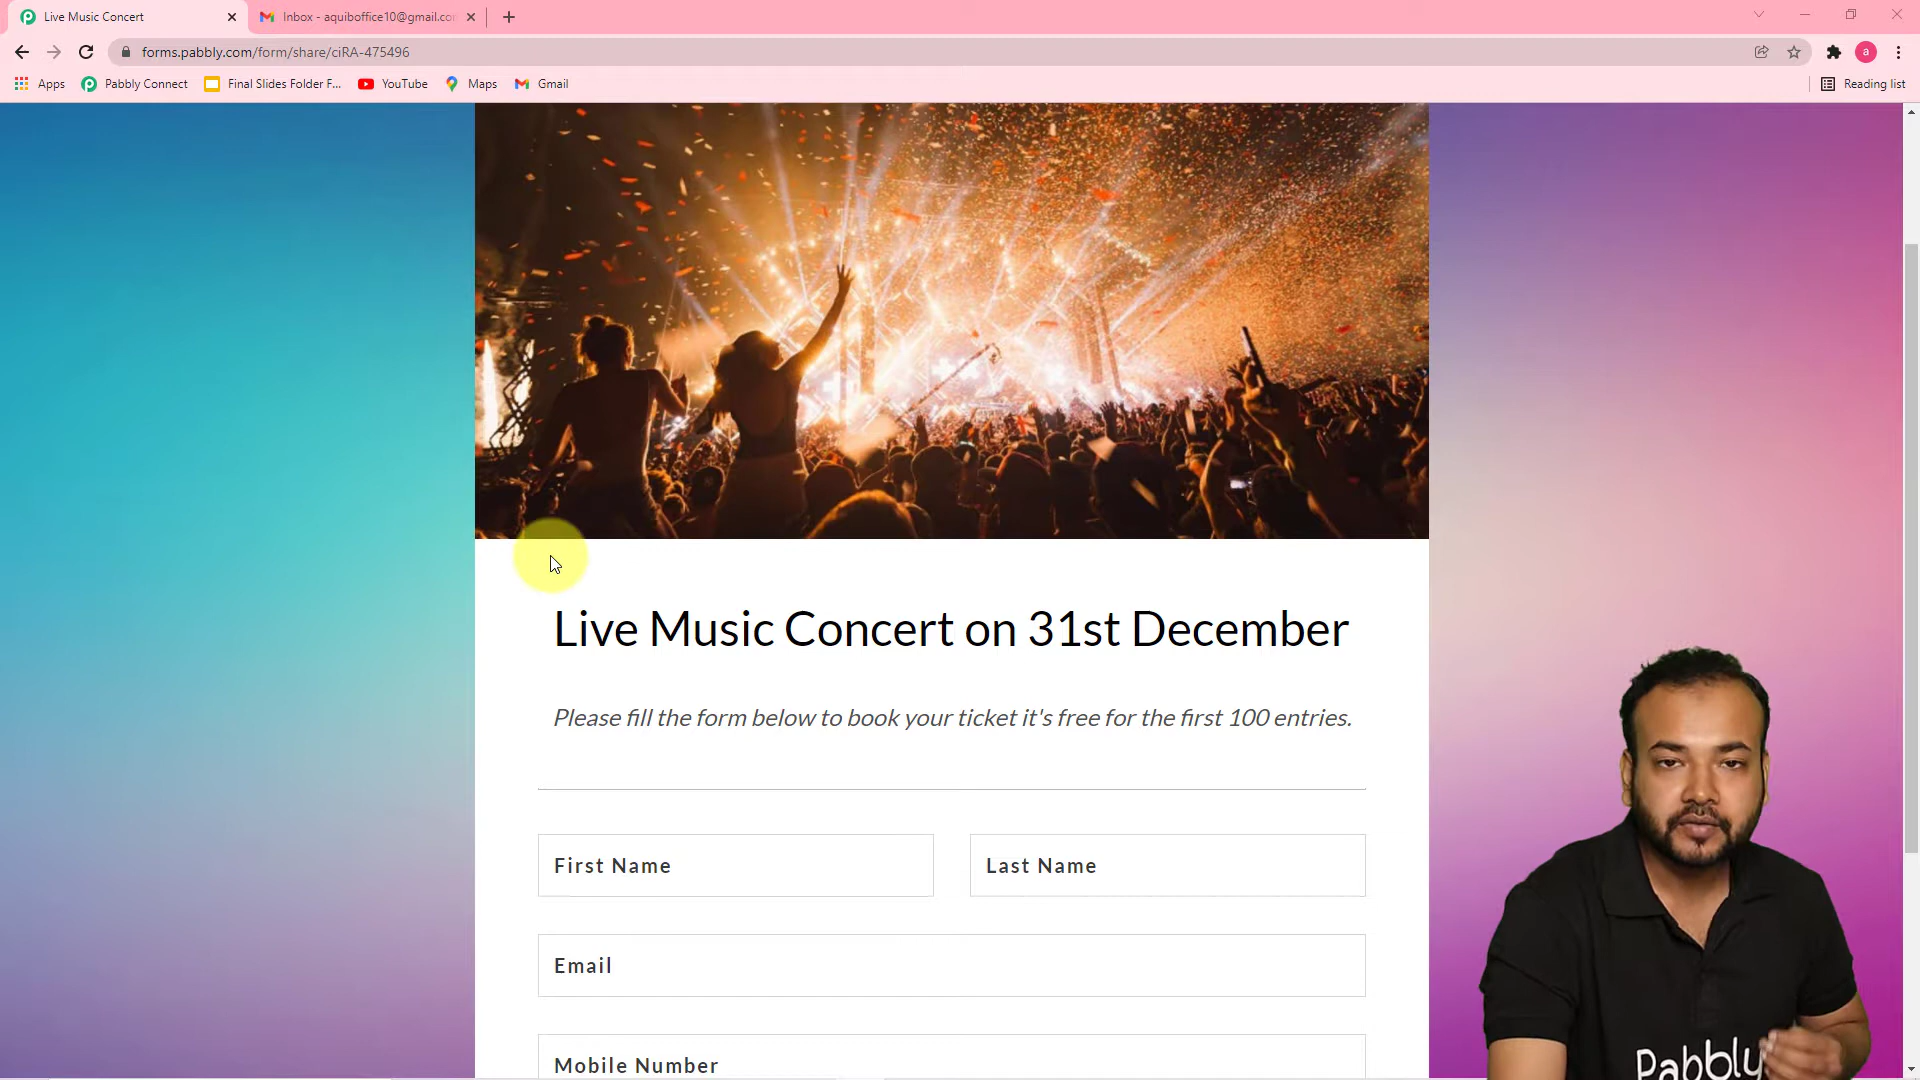 Live Music Concert
Inbox - aquiboffice10@gmail.co
forms.pabbly.com/form/share/ciRA-475496
a
Apps
Pabbly Connect
Final Slides Folder F...
YouTube
Maps
Gmail
Reading list
Live Music Concert on 31st December
Please fill the form below to book your ticket it's free for the first 100 entries.
First Name
Last Name
Email
Mobile Number
Pabbly